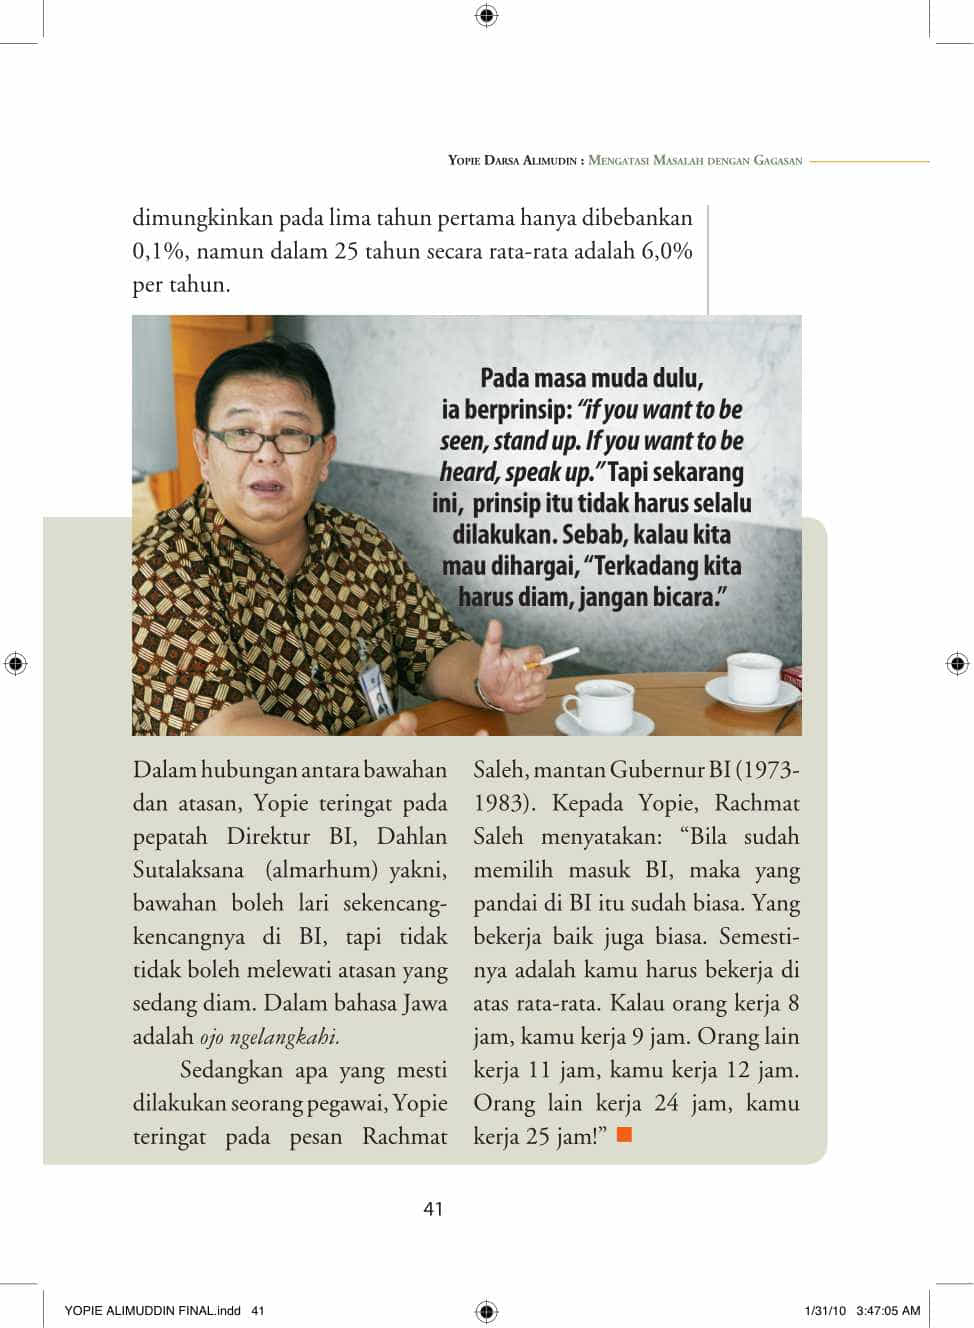 Yopie Darsa Alimudin : Mengatasi Masalah dengan Gagasan
dimungkinkan pada lima tahun pertama hanya dibebankan
0,1%, namun dalam 25 tahun secara rata-rata adalah 6,0%
per tahun.
Pada masa muda dulu,
ia berprinsip: “if you want to be
seen, stand up. If you want to be
heard, speak up.” Tapi sekarang
ini, prinsip itu tidak harus selalu
dilakukan. Sebab, kalau kita
mau dihargai, “Terkadang kita
harus diam, jangan bicara.”
Dalam hubungan antara bawahan
dan atasan, Yopie teringat pada
pepatah Direktur BI, Dahlan
Sutalaksana (almarhum) yakni,
bawahan boleh lari sekencang-
kencangnya di BI, tapi tidak
tidak boleh melewati atasan yang
sedang diam. Dalam bahasa Jawa
adalah ojo ngelangkahi.
Sedangkan apa yang mesti
dilakukan seorang pegawai, Yopie
teringat pada pesan Rachmat
Saleh, mantan Gubernur BI (1973-
1983). Kepada Yopie, Rachmat
Saleh menyatakan: “Bila sudah
memilih masuk BI, maka yang
pandai di BI itu sudah biasa. Yang
bekerja baik juga biasa. Semesti-
nya adalah kamu harus bekerja di
atas rata-rata. Kalau orang kerja 8
jam, kamu kerja 9 jam. Orang lain
kerja 11 jam, kamu kerja 12 jam.
Orang lain kerja 24 jam, kamu
kerja 25 jam!”
41
YOPIE ALIMUDDIN FINAL.indd 41
1/31/10 3:47:05 AM